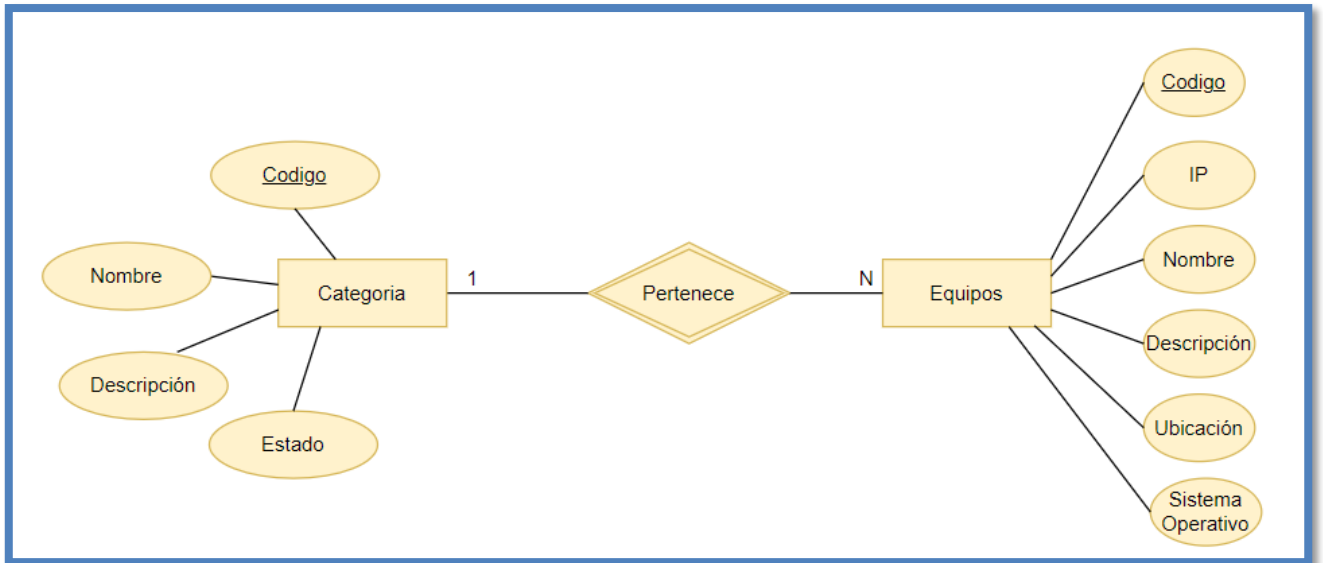 Codigo
Nombre
Categoria
Descripción
Estado
1
Pertenece
N
Equipos
Codigo
IP
Nombre
Descripción
Ubicación
Sistema
Operativo